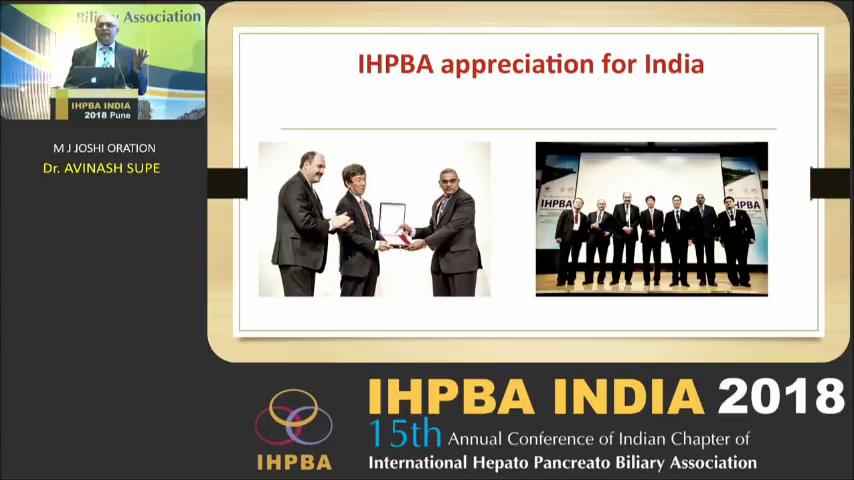 Biliary Association
IHPBA INDIA
2018 Pune
M J JOSHI ORATION
Dr. AVINASH SUPE
IHPBA appreciation for India
IHPBA
IHPBA
IHPBA
IHPBA INDIA 2018
15th Annual Conference of Indian Chapter of
International Hepato Pancreato Biliary Association